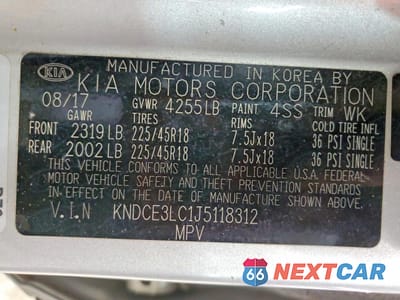 MANUFACTURED IN KOREA BY
KIA KIA MOTORS CORPORATION
08/17 GVWR 4255LB PAINT 4SS TRIM WK
GAWR TIRES RIMS COLD TIRE INFL
FRONT 2319 LB 225/45R18 7.5Jx18 36 PSI SINGLE
REAR 2002 LB 225/45R18 7.5Jx18 36 PSI SINGLE
THIS VEHICLE CONFORMS TO ALL APPLICABLE U.S.A FEDERAL
MOTOR VEHICLE SAFETY AND THEFT PREVENTION STANDARDS
IN EFFECT ON THE DATE OF MANUFACTURE SHOWN ABOVE.
V.I.N KNDCE3LC1J5118312
MPV
66 NEXTCAR